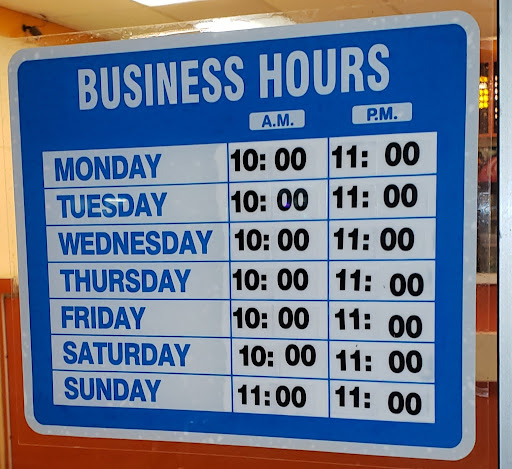 BUSINESS HOURS
A.M. P.M.
MONDAY 10:00 11:00
TUESDAY 10:00 11:00
WEDNESDAY 10:00 11:00
THURSDAY 10:00 11:00
FRIDAY 10:00 11:00
SATURDAY 10:00 11:00
SUNDAY 11:00 11:00